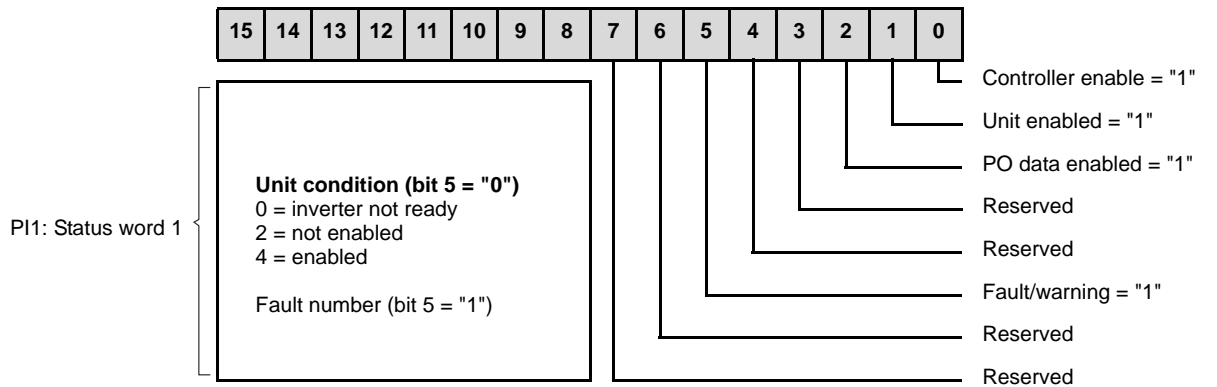 15 14 13 12 11 10 9 8 7 6 5 4 3 2 1 0
Controller enable = "1"
Unit enabled = "1"
PO data enabled = "1"
Reserved
Reserved
Fault/warning = "1"
Reserved
Reserved
PI1: Status word 1
Unit condition (bit 5 = "0")
0 = inverter not ready
2 = not enabled
4 = enabled
Fault number (bit 5 = "1")